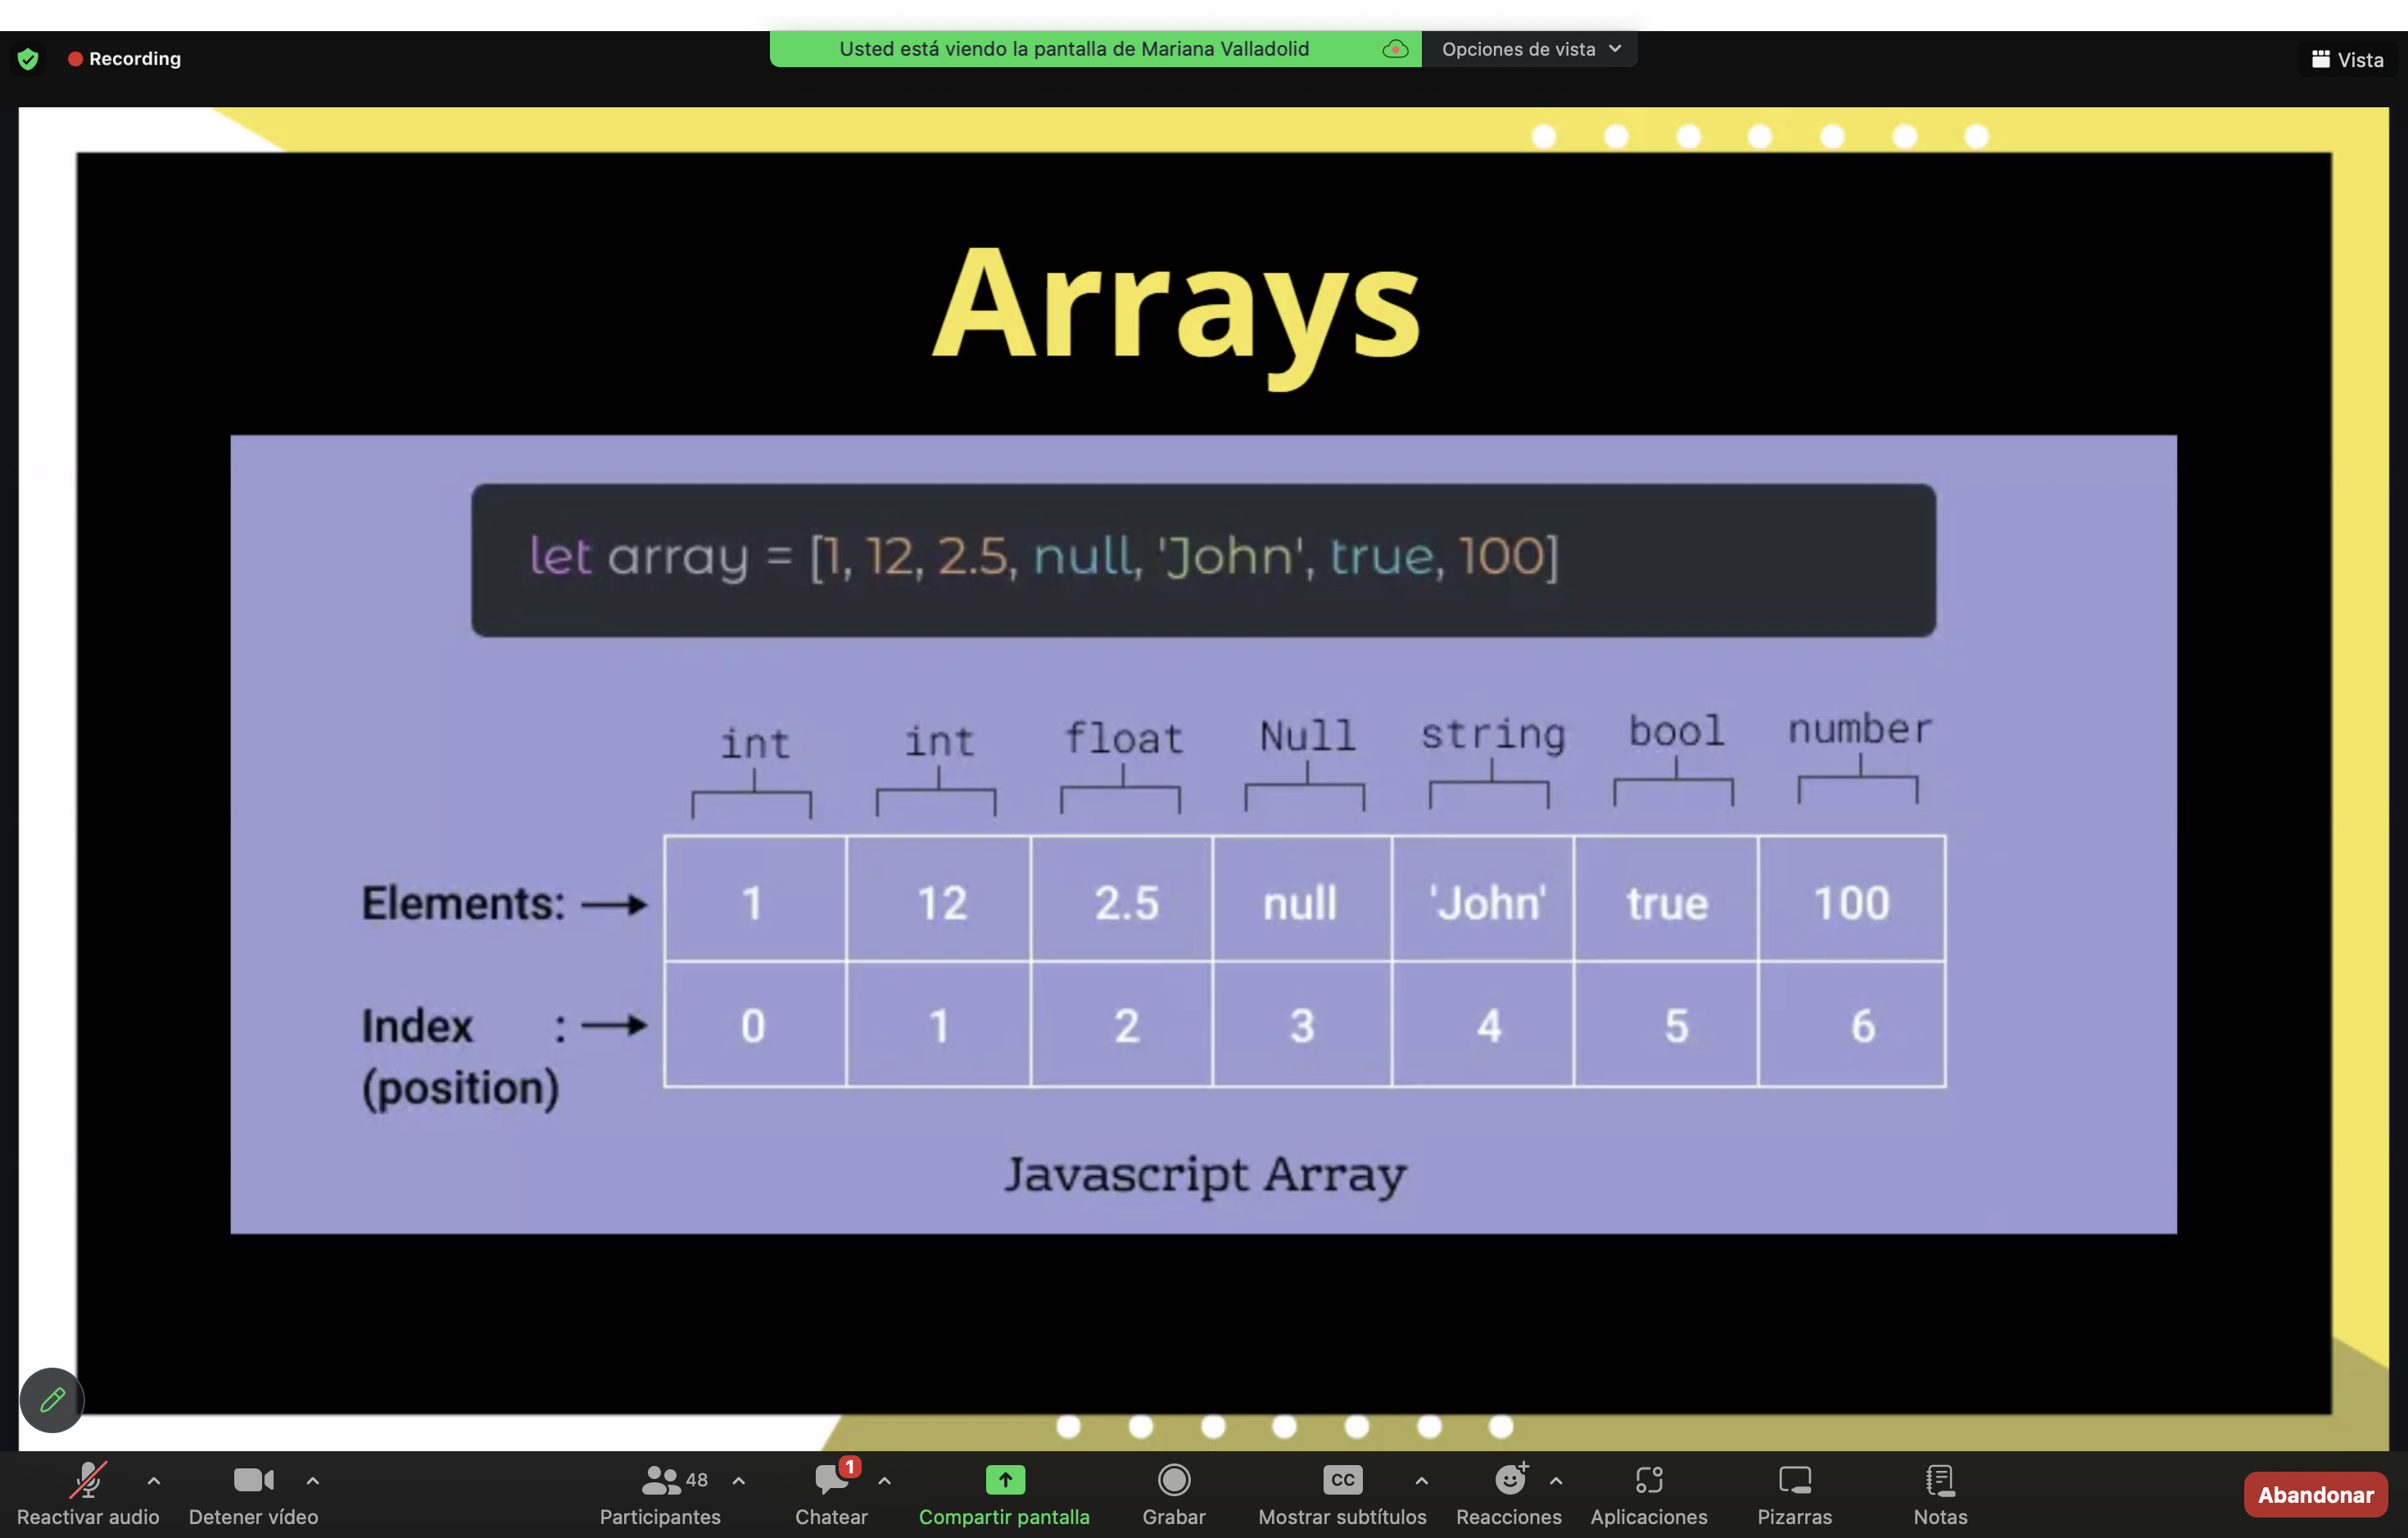 Recording
Usted está viendo la pantalla de Mariana Valladolid
Opciones de vista
Vista
Arrays
let array = [1, 12, 2.5, null, 'John', true, 100]
int int float Null string bool number
Elements: 1 12 2.5 null 'John' true 100
Index : 0 1 2 3 4 5 6
(position)
Javascript Array
48
1
CC
Reactivar audio
Detener vídeo
Participantes
Chatear
Compartir pantalla
Grabar
Mostrar subtítulos
Reacciones
Aplicaciones
Pizarras
Notas
Abandonar